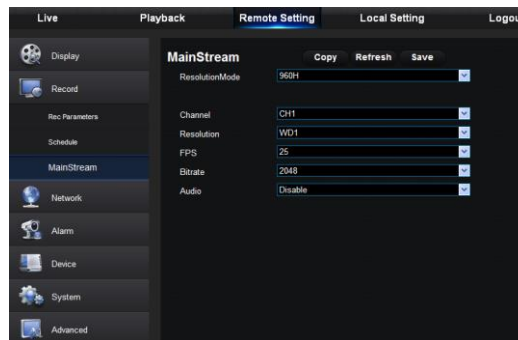 Live Playback Remote Setting Local Setting Logou
Display
Record
Rec Parameters
Schedule
MainStream
Network
Alarm
Device
System
Advanced
MainStream Copy Refresh Save
ResolutionMode 960H
Channel CH1
Resolution WD1
FPS 25
Bitrate 2048
Audio Disable